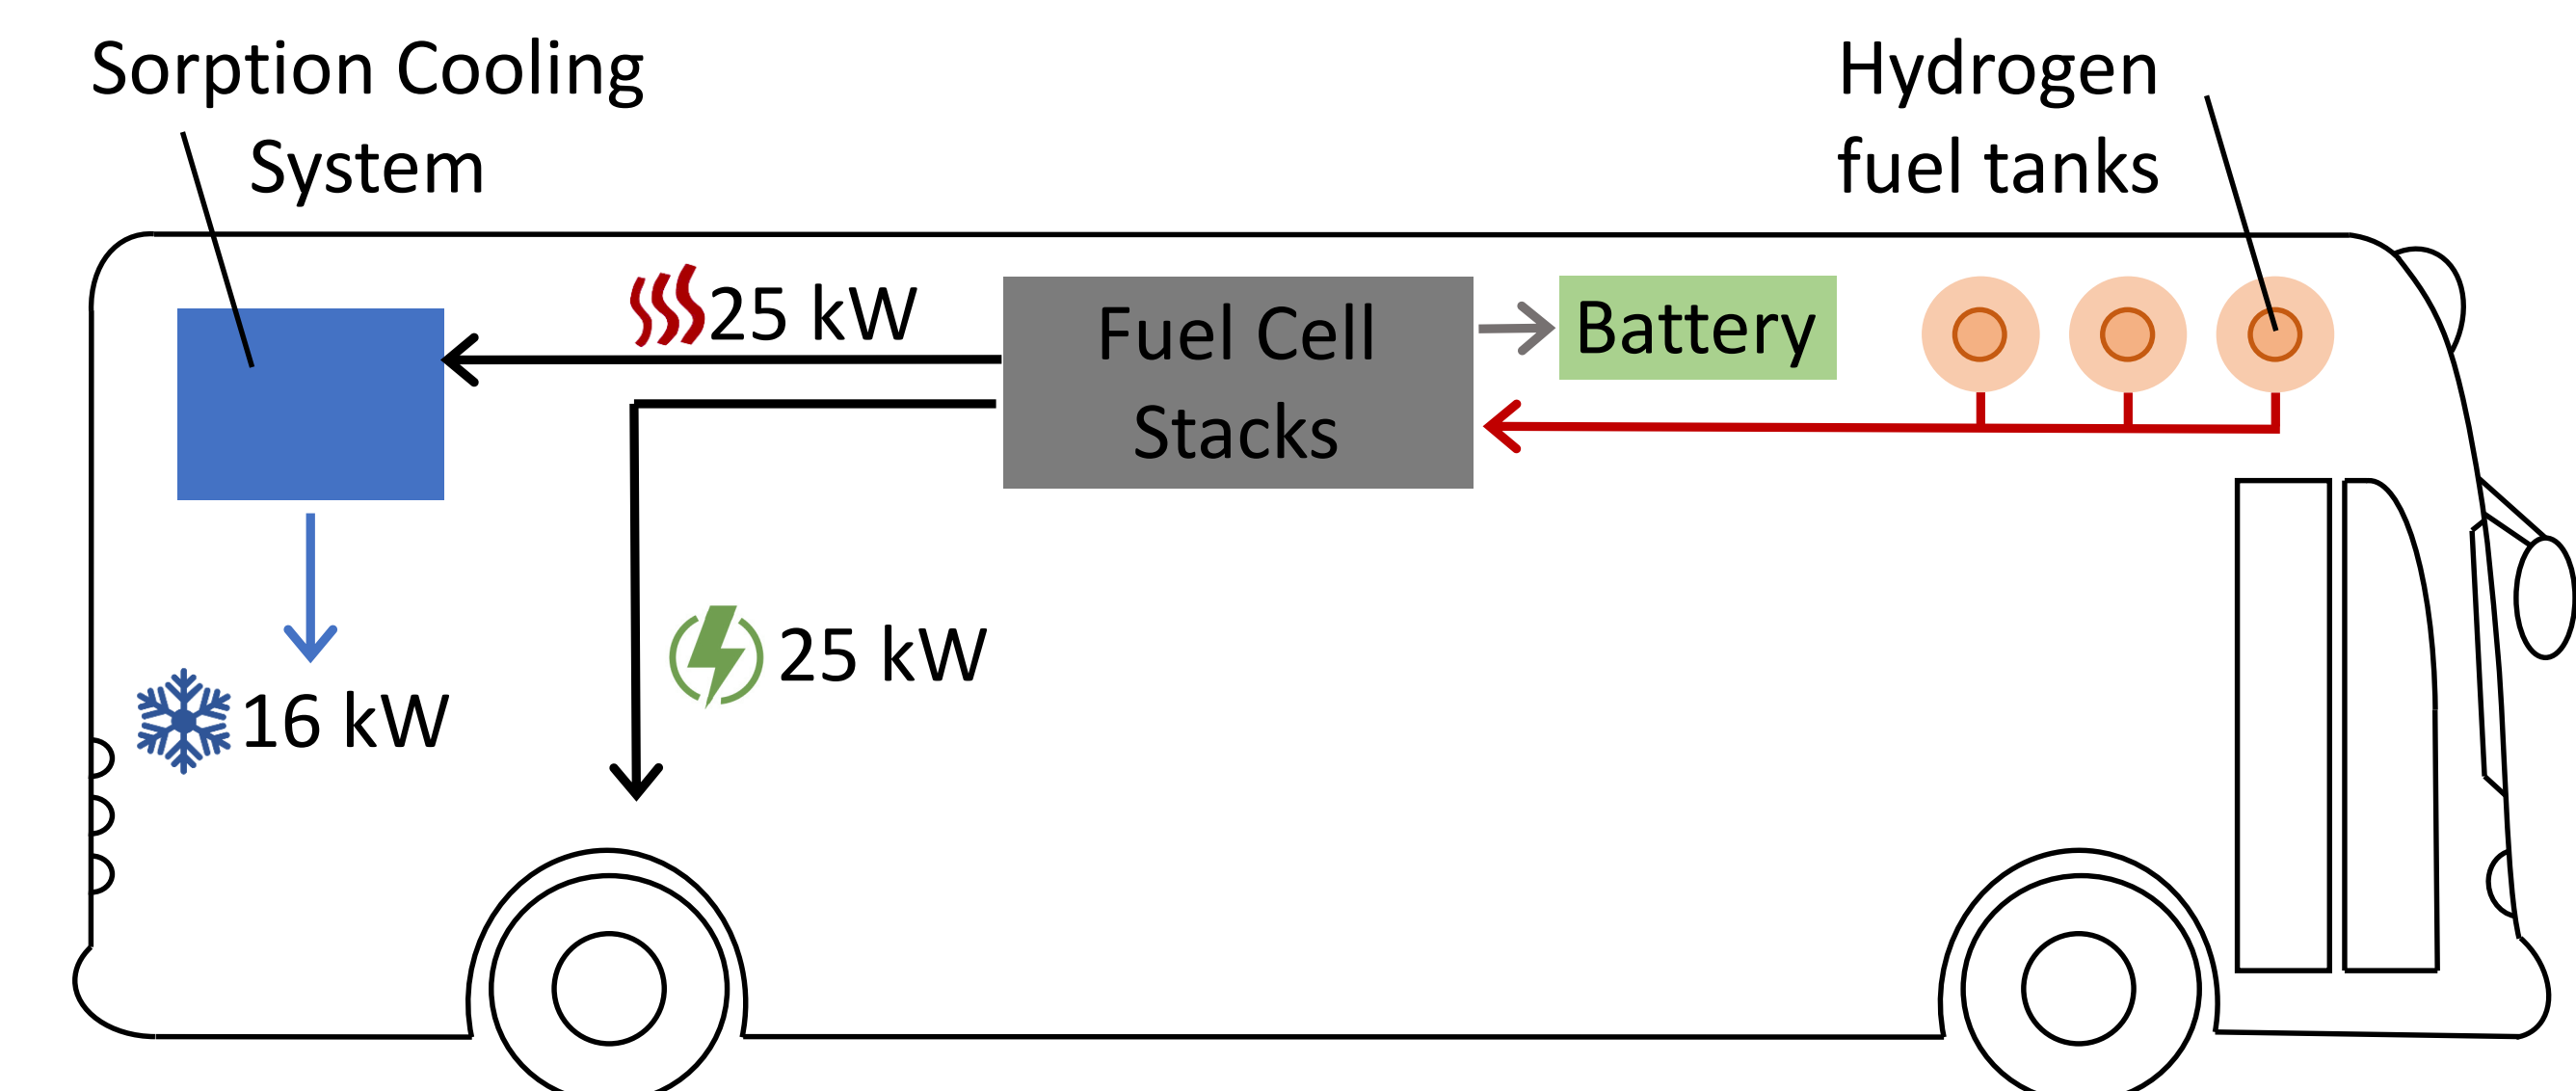 Sorption Cooling
System
Hydrogen
fuel tanks
25 kW
Fuel Cell
Stacks
Battery
25 kW
16 kW